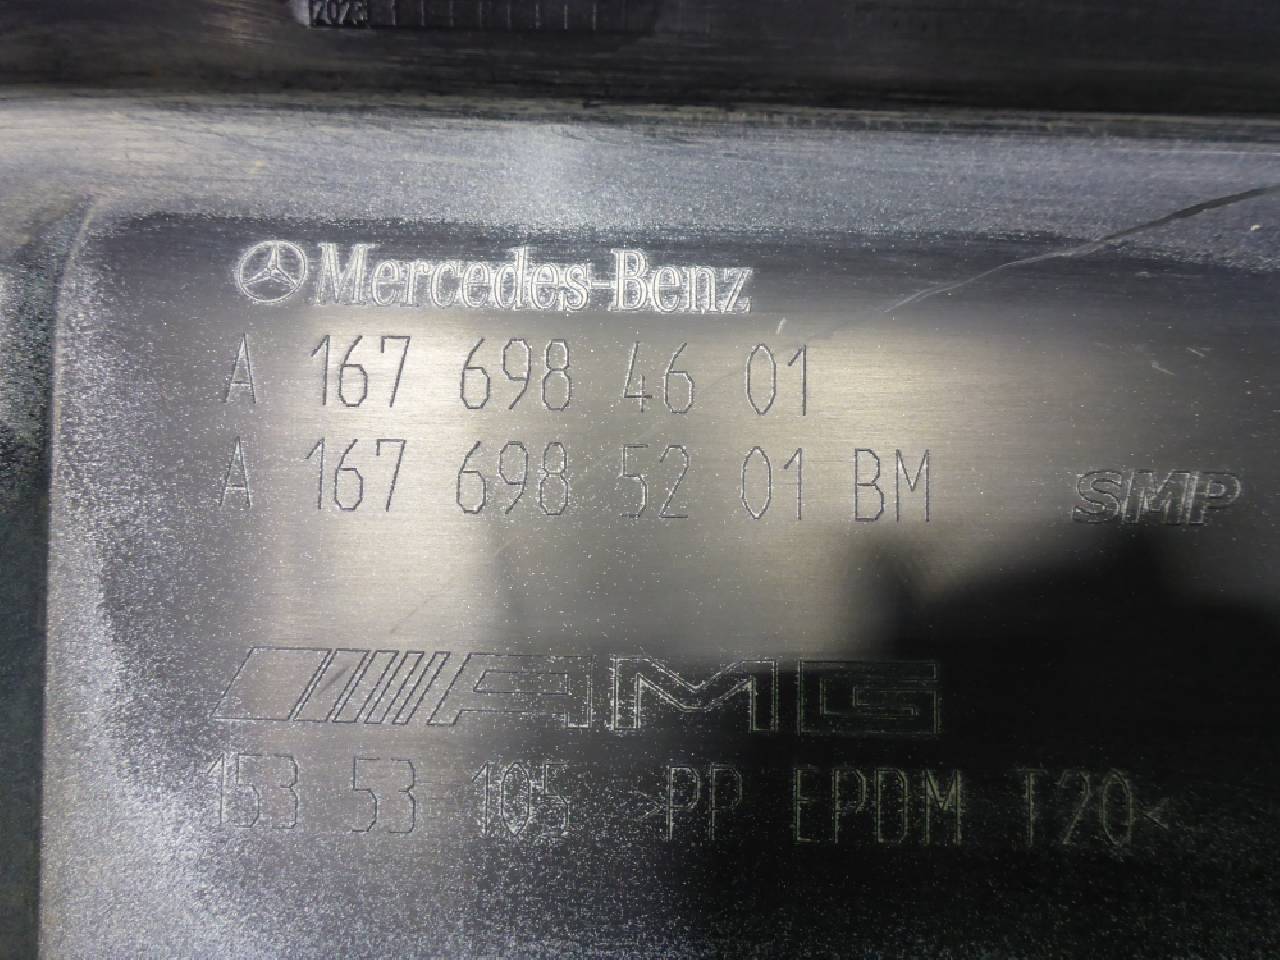 2023
Mercedes-Benz
A 167 698 46 01
A 167 698 52 01 BM
SMP
AMG
153 53 105 >PP EPDM T20<